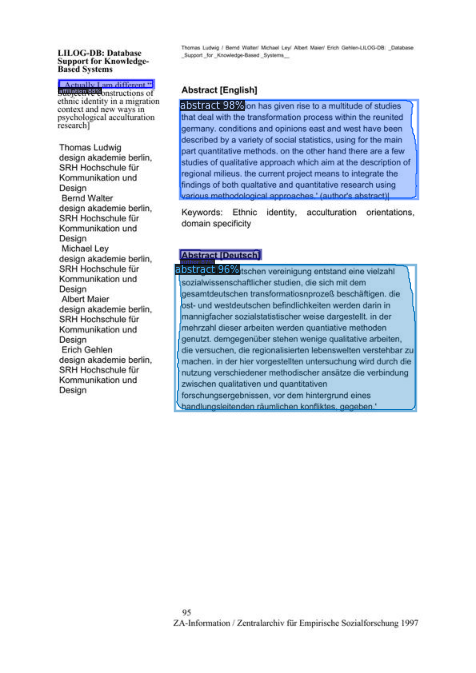 Thomas Ludwig / Bernd Walter/ Michael Ley/ Albert Maier/ Erich Gehlen-LILOG-DB: _Database
_Support _for _Knowledge-Based _Systems__
LILOG-DB: Database
Support for Knowledge-
Based Systems
Actually I am different."
Subjective constructions of
ethnic identity in a migration
context and new ways in
psychological acculturation
research]
Thomas Ludwig
design akademie berlin,
SRH Hochschule für
Kommunikation und
Design
Bernd Walter
design akademie berlin,
SRH Hochschule für
Kommunikation und
Design
Michael Ley
design akademie berlin,
SRH Hochschule für
Kommunikation und
Design
Albert Maier
design akademie berlin,
SRH Hochschule für
Kommunikation und
Design
Erich Gehlen
design akademie berlin,
SRH Hochschule für
Kommunikation und
Design
Abstract [English]
abstract 98%
on has given rise to a multitude of studies
that deal with the transformation process within the reunited
germany. conditions and opinions east and west have been
described by a variety of social statistics, using for the main
part quantitative methods. on the other hand there are a few
studies of qualitative approach which aim at the description of
regional milieus. the current project means to integrate the
findings of both qualtative and quantitative research using
various methodological approaches.' (author's abstract)|
Keywords: Ethnic identity, acculturation orientations,
domain specificity
Abstract [Deutsch]
abstract 96%
tschen vereinigung entstand eine vielzahl
sozialwissenschaftlicher studien, die sich mit dem
gesamtdeutschen transformationsprozeß beschäftigen. die
ost- und westdeutschen befindlichkeiten werden darin in
mannigfacher sozialstatistischer weise dargestellt. in der
mehrzahl dieser arbeiten werden quantiative methoden
genutzt. demgegenüber stehen wenige qualitative arbeiten,
die versuchen, die regionalisierten lebenswelten verstehbar zu
machen. in der hier vorgestellten untersuchung wird durch die
nutzung verschiedener methodischer ansätze die verbindung
zwischen qualitativen und quantitativen
forschungsergebnissen, vor dem hintergrund eines
handlungsleitenden räumlichen konfliktes, gegeben.'
95
ZA-Information / Zentralarchiv für Empirische Sozialforschung 1997